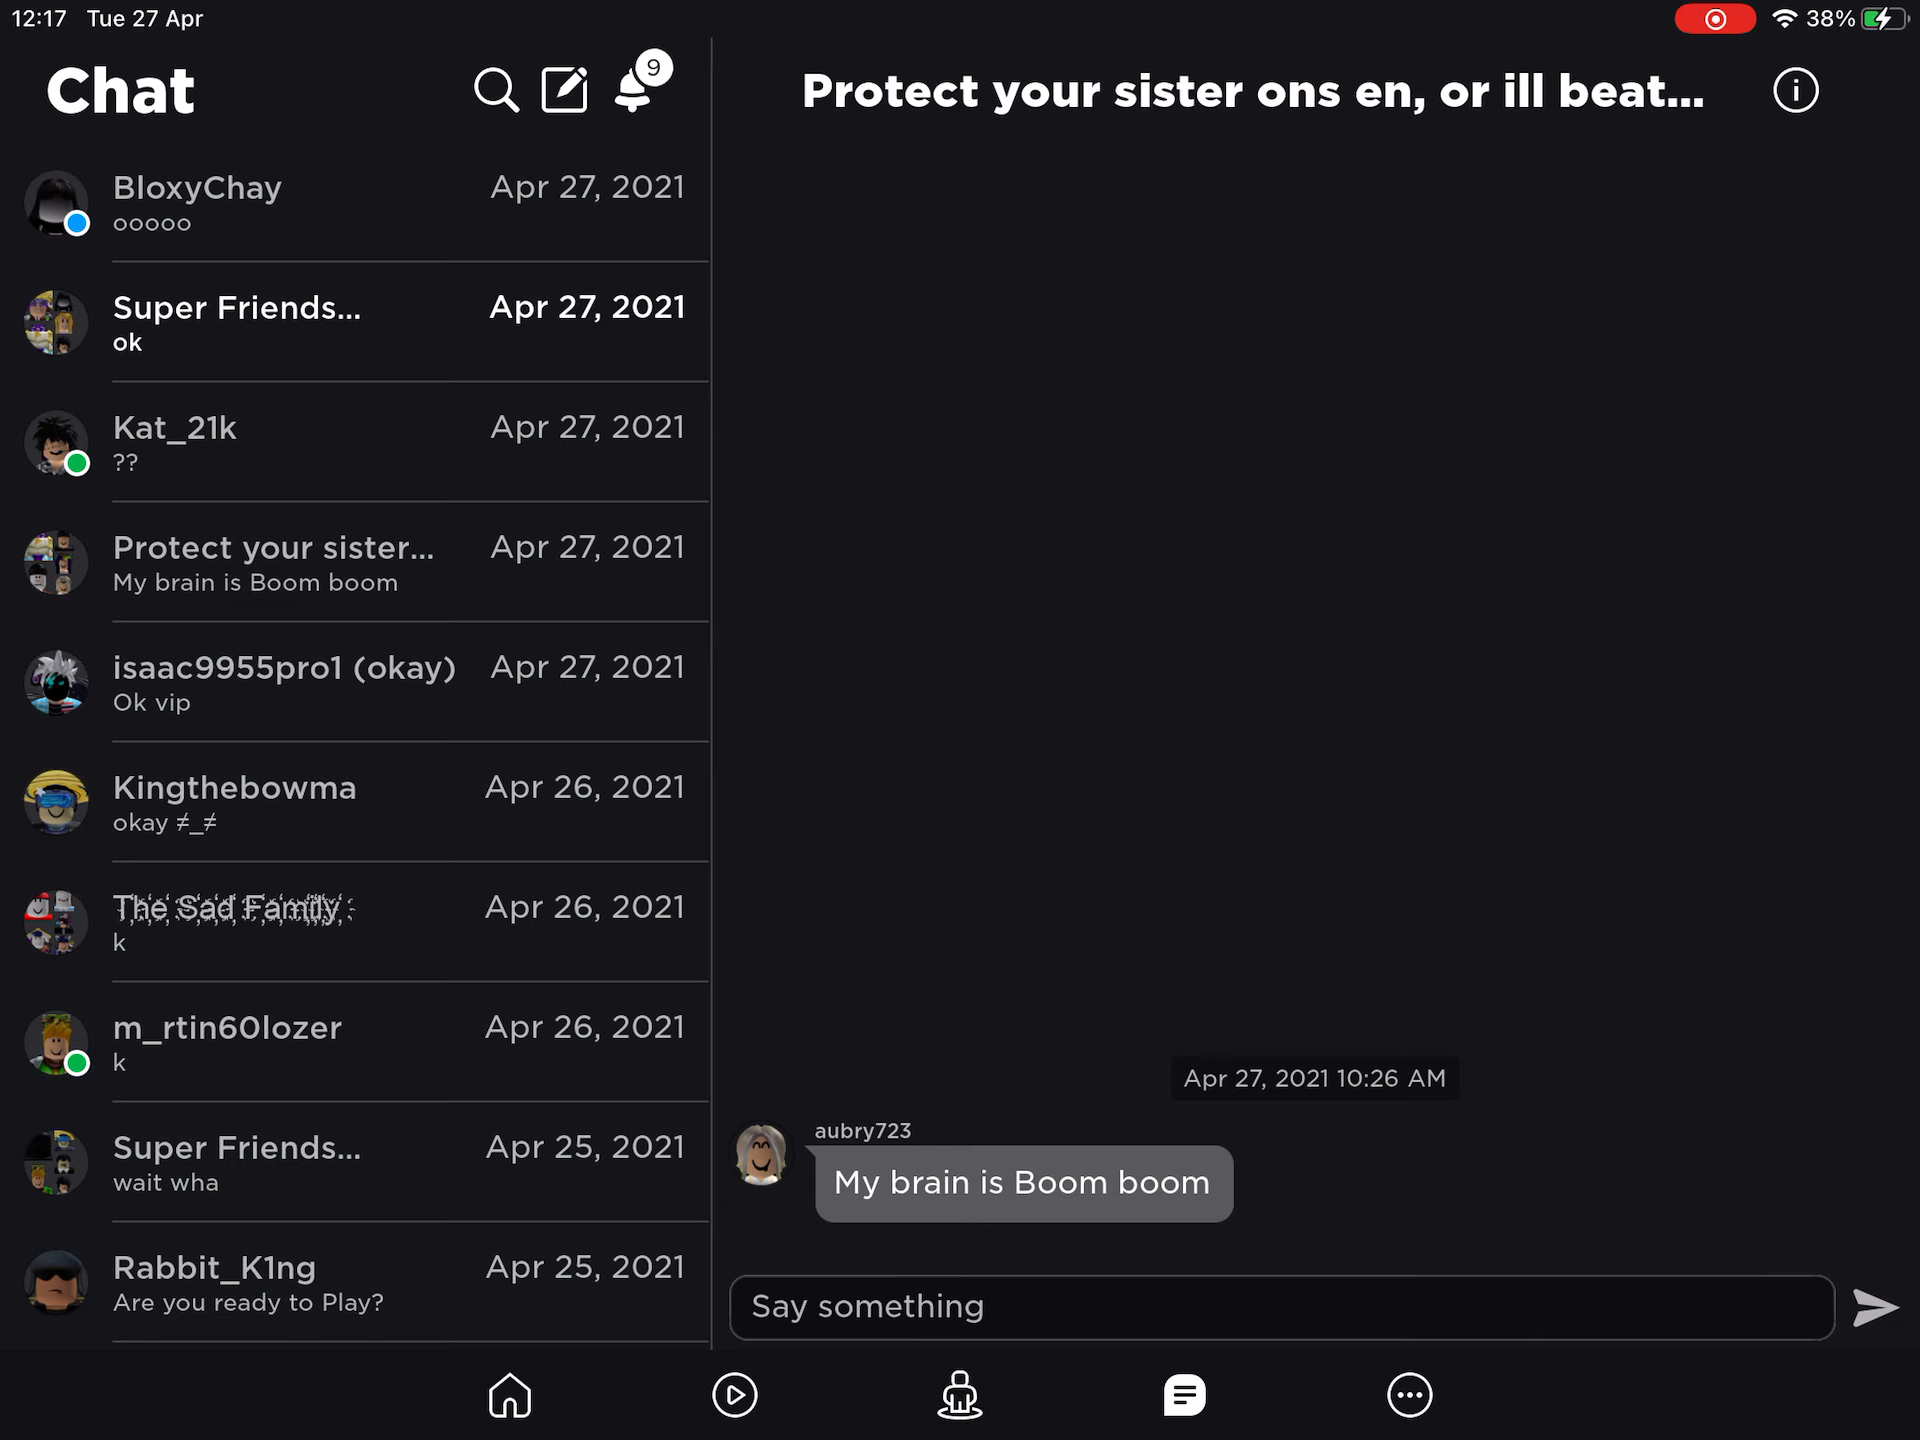 12:17 Tue 27 Apr
38%
Chat
9
Protect your sister ons en, or ill beat...
BloxyChay Apr 27, 2021
ooooo
Super Friends... Apr 27, 2021
ok
Kat_21k Apr 27, 2021
??
Protect your sister... Apr 27, 2021
My brain is Boom boom
isaac9955pro1 (okay) Apr 27, 2021
Ok vip
Kingthebowma Apr 26, 2021
okay ≠_≠
The Sad Family Apr 26, 2021
k
m_rtin60lozer Apr 26, 2021
k
Super Friends... Apr 25, 2021
wait wha
Rabbit_K1ng Apr 25, 2021
Are you ready to Play?
Apr 27, 2021 10:26 AM
aubry723
My brain is Boom boom
Say something